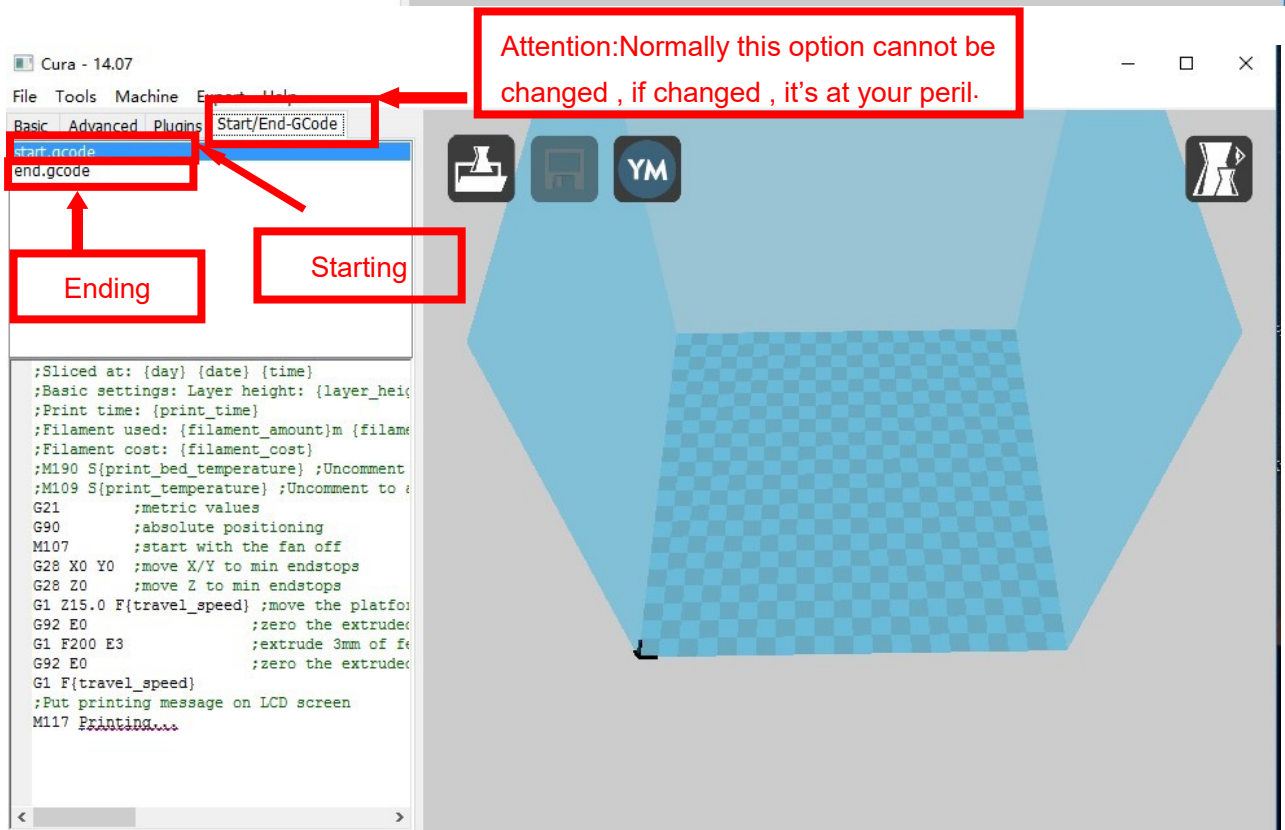 Attention:Normally this option cannot be
changed , if changed , it's at your peril.
Cura - 14.07
File Tools Machine Export Help
Basic Advanced Plugins Start/End-GCode
start.gcode
end.gcode
YM
Starting
Ending
;Sliced at: {day} {date} {time}
;Basic settings: Layer height: {layer_heig
;Print time: {print_time}
;Filament used: {filament_amount}m {filame
;Filament cost: {filament_cost}
;M190 S{print_bed_temperature} ;Uncomment
;M109 S{print_temperature} ;Uncomment to a
G21 ;metric values
G90 ;absolute positioning
M107 ;start with the fan off
G28 X0 Y0 ;move X/Y to min endstops
G28 Z0 ;move Z to min endstops
G1 Z15.0 F{travel_speed} ;move the platfor
G92 E0 ;zero the extruded
G1 F200 E3 ;extrude 3mm of fe
G92 E0 ;zero the extruded
G1 F{travel_speed}
;Put printing message on LCD screen
M117 Printing...